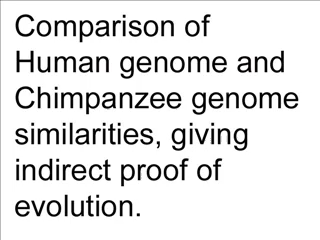 Comparison of
Human genome and
Chimpanzee genome
similarities, giving
indirect proof of
evolution.